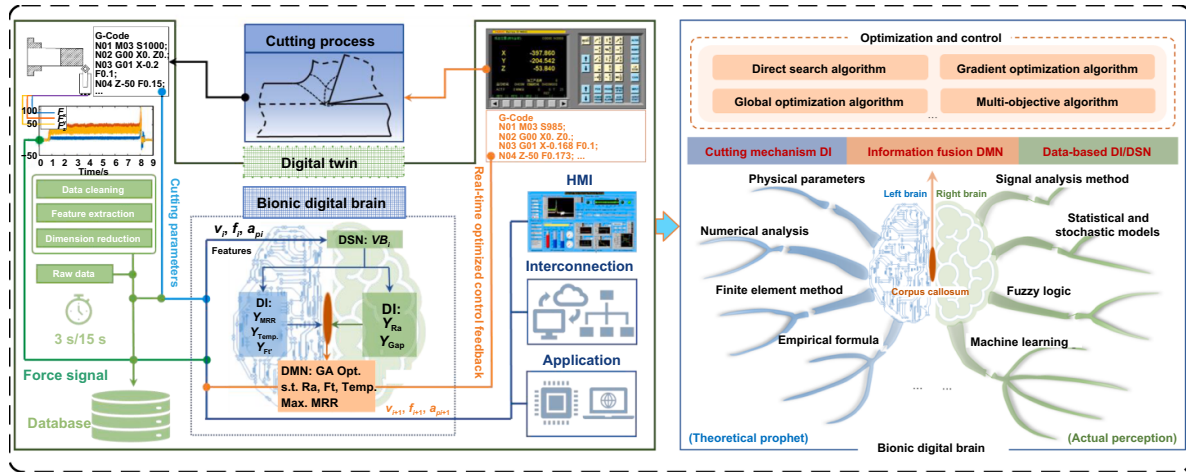 G-Code
N01 M03 S1000;
N02 G00 X0. Z0.;
N03 G01 X-0.2
F0.1;
N04 Z-50 F0.15;
...
100
50
0
−50
F
F
F
0 1 2 3 4 5 6 7 8 9
Time/s
Data cleaning
Feature extraction
Dimension reduction
Raw data
3 s/15 s
Force signal
Database
Cutting parameters
Cutting process
Digital twin
Bionic digital brain
v_i, f_i, a_pi
Features
DSN: VB_i
DI:
Y_MRR
Y_Temp.
Y_Ft.
DI:
Y_Ra
Y_Gap
DMN: GA Opt.
s.t. Ra, Ft, Temp.
Max. MRR
v_i+1, f_i+1, a_pi+1
X -397.860
Y -204.542
Z -53.840
G-Code
N01 M03 S985;
N02 G00 X0. Z0.;
N03 G01 X-0.168 F0.1;
N04 Z-50 F0.173; ...
Real-time optimized control feedback
HMI
Interconnection
Application
Optimization and control
Direct search algorithm
Gradient optimization algorithm
Global optimization algorithm
Multi-objective algorithm
...
Cutting mechanism DI
Information fusion DMN
Data-based DI/DSN
Left brain
Right brain
Physical parameters
Numerical analysis
Finite element method
Empirical formula
Corpus callosum
Signal analysis method
Statistical and
stochastic models
Fuzzy logic
Machine learning
... ...
(Theoretical prophet)
Bionic digital brain
(Actual perception)